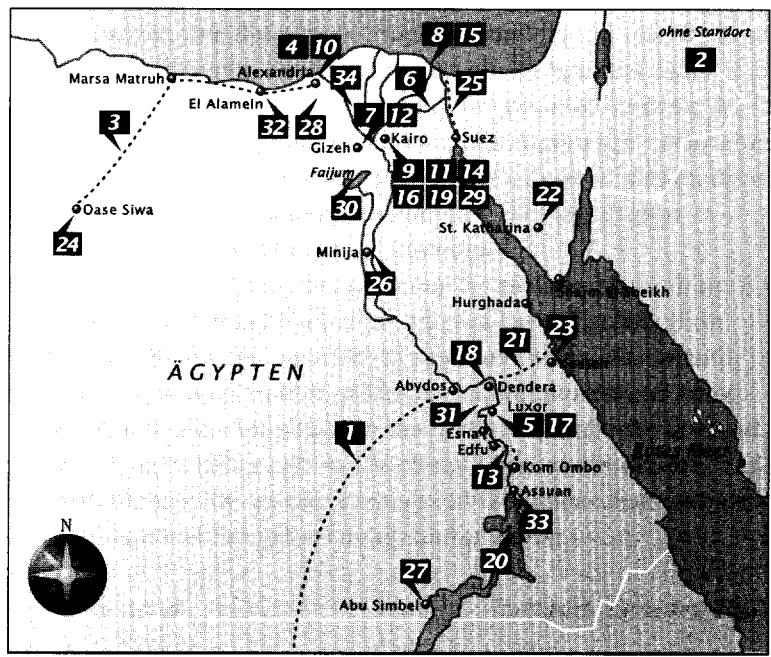 4 10
8 15
ohne Standort
2
Marsa Matruh
Alexandria
34
6
25
El Alamein
3
32
28
7 12
Gizeh
Kairo
Suez
Faijum
9 11 14
16 19 29
30
22
Oase Siwa
24
St. Katharina
Minija
26
Hurghada
23
21
18
ÄGYPTEN
Abydos
Dendera
31
Luxor
1
5 17
Esna
Edfu
13
Kom Ombo
Assuan
33
N
20
27
Abu Simbel